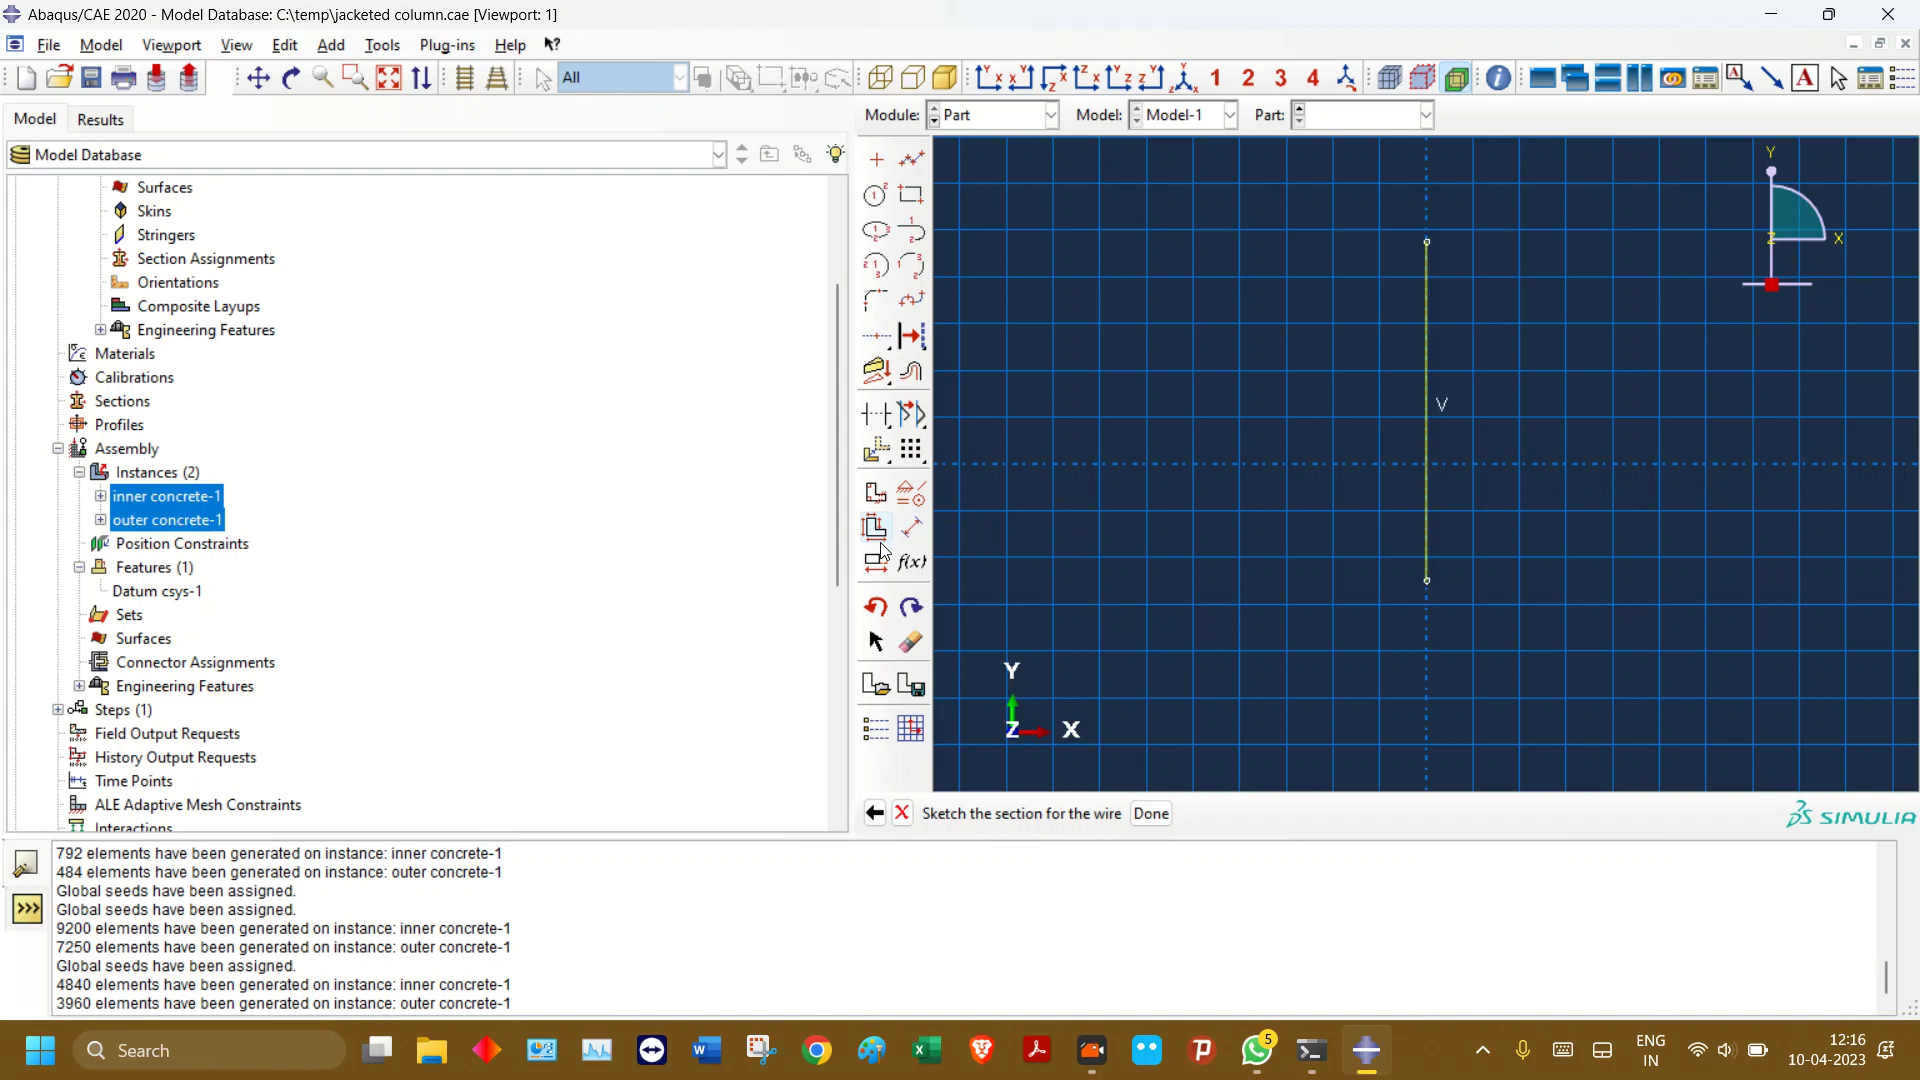 Abaqus/CAE 2020 - Model Database: C:\temp\jacketed column.cae [Viewport: 1]
File Model Viewport View Edit Add Tools Plug-ins Help
All 1 2 3 4
Model Results
Module: Part Model: Model-1 Part:
Model Database
Surfaces
Skins
Stringers
Section Assignments
Orientations
Composite Layups
Engineering Features
Materials
Calibrations
Sections
Profiles
Assembly
Instances (2)
inner concrete-1
outer concrete-1
Position Constraints
Features (1)
Datum csys-1
Sets
Surfaces
Connector Assignments
Engineering Features
Steps (1)
Field Output Requests
History Output Requests
Time Points
ALE Adaptive Mesh Constraints
Interactions
f(x)
Y
Z X
V
Y
Z X
Sketch the section for the wire Done
SIMULIA
792 elements have been generated on instance: inner concrete-1
484 elements have been generated on instance: outer concrete-1
Global seeds have been assigned.
Global seeds have been assigned.
9200 elements have been generated on instance: inner concrete-1
7250 elements have been generated on instance: outer concrete-1
Global seeds have been assigned.
4840 elements have been generated on instance: inner concrete-1
3960 elements have been generated on instance: outer concrete-1
Search
5
ENG
IN
12:16
10-04-2023